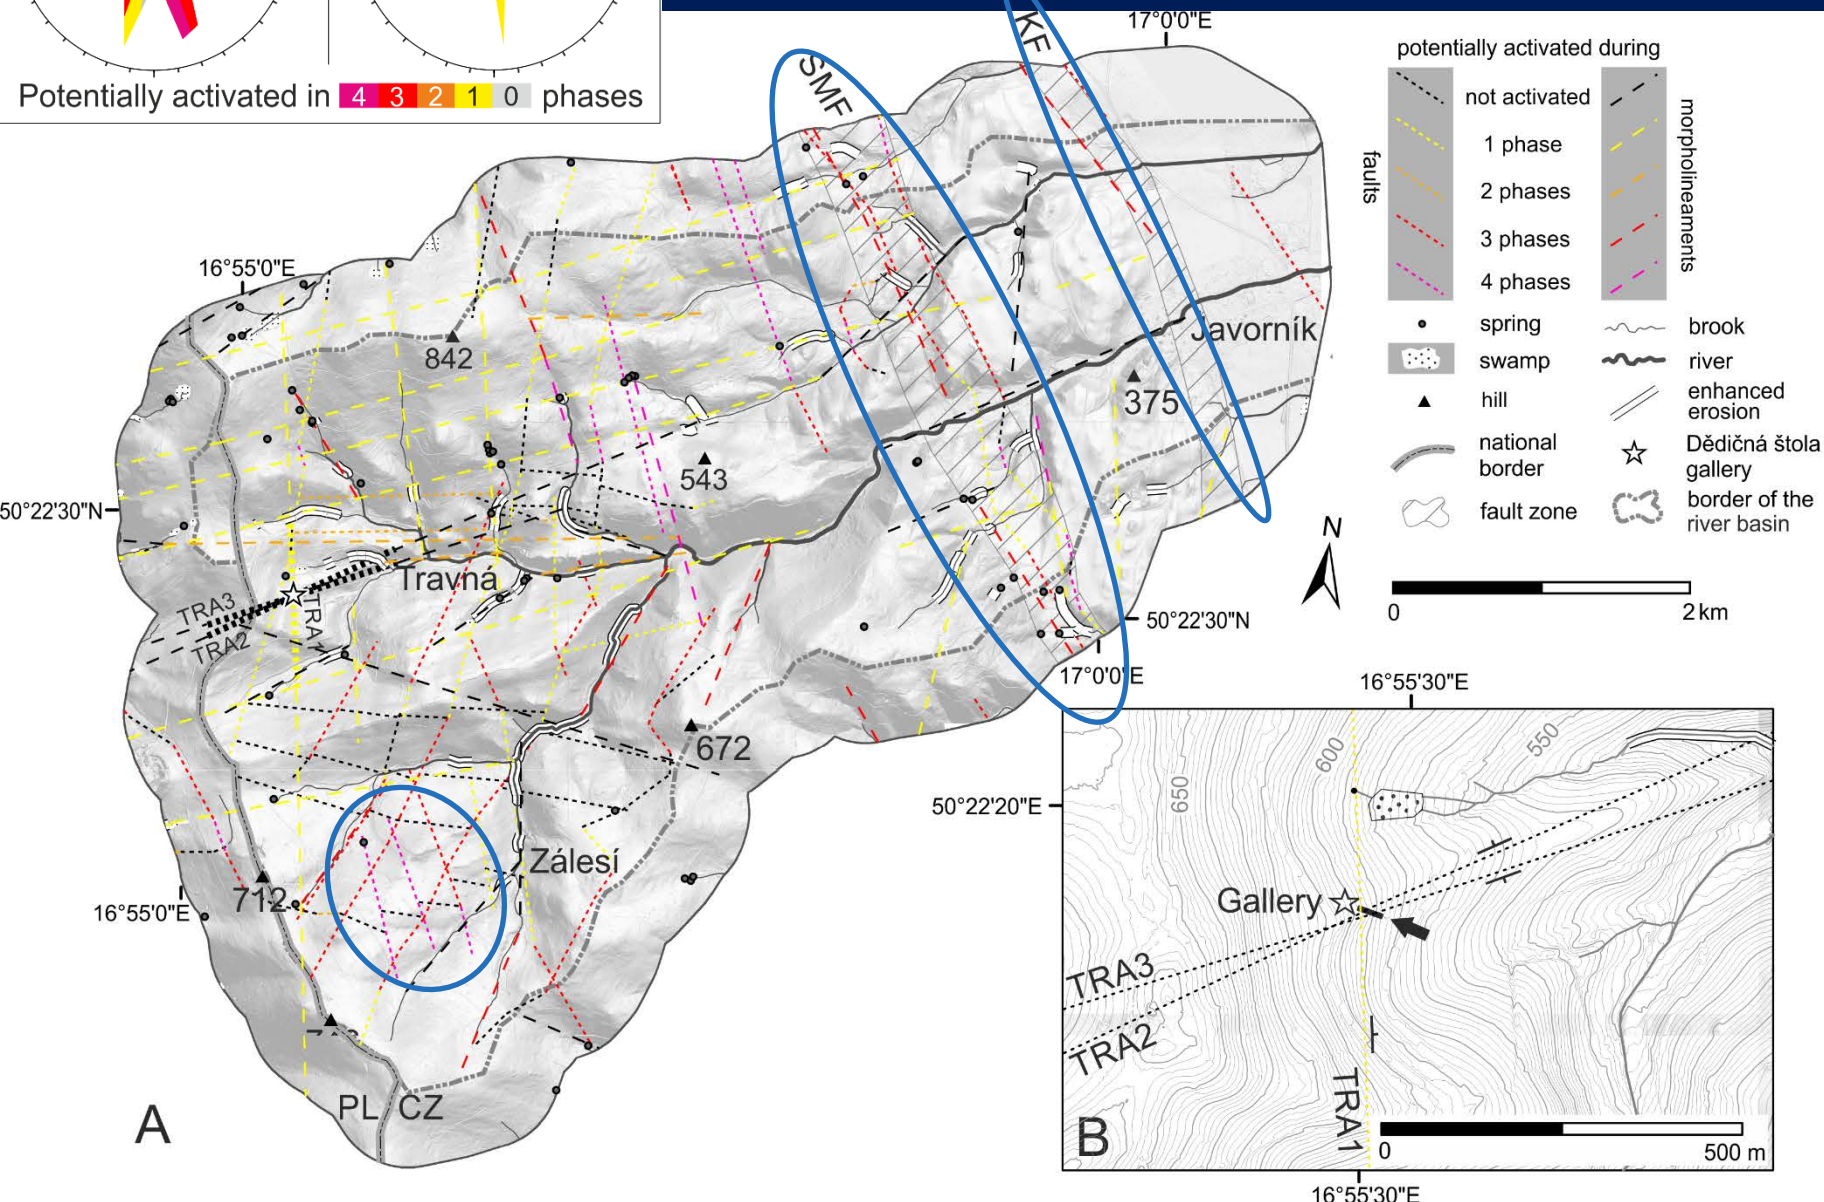 Potentially activated in 4 3 2 1 0 phases
17°0'0"E
KF
SMF
16°55'0"E
842
Javorník
375
543
50°22'30"N
Travná
TRA3
TRA1
TRA2
50°22'30"N
17°0'0"E
672
Zálesí
712
16°55'0"E
PL CZ
A
potentially activated during
not activated
1 phase
2 phases
3 phases
4 phases
faults
morpholineaments
spring
brook
swamp
river
hill
enhanced
erosion
national
border
Dědičná štola
gallery
fault zone
border of the
river basin
N
0 2 km
16°55'30"E
600
550
650
50°22'20"E
Gallery
TRA3
TRA2
TRA1
B
0 500 m
16°55'30"E